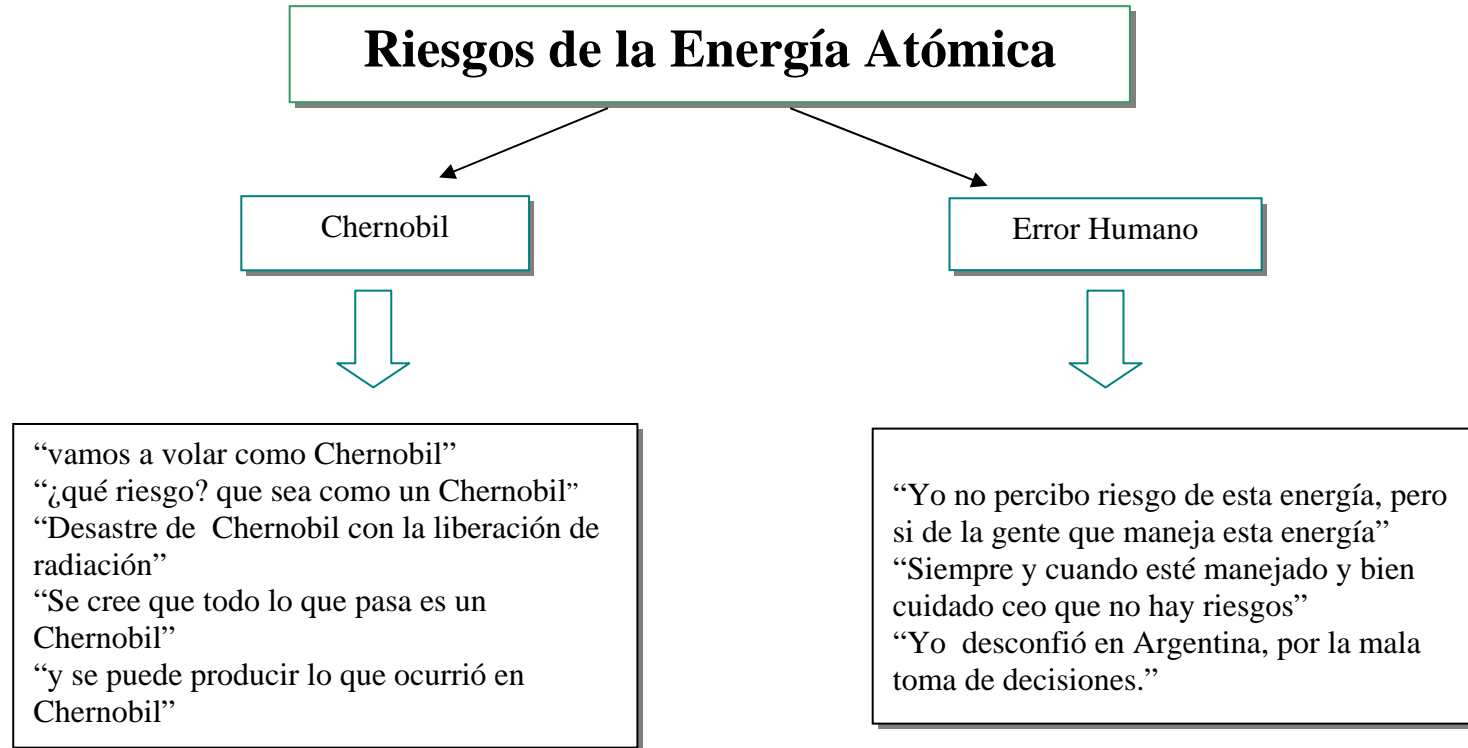 Riesgos de la Energía Atómica
Chernobil
Error Humano
“vamos a volar como Chernobil”
“¿qué riesgo? que sea como un Chernobil”
“Desastre de Chernobil con la liberación de
radiación”
“Se cree que todo lo que pasa es un
Chernobil”
“y se puede producir lo que ocurrió en
Chernobil”
“Yo no percibo riesgo de esta energía, pero
si de la gente que maneja esta energía”
“Siempre y cuando esté manejado y bien
cuidado ceo que no hay riesgos”
“Yo desconfió en Argentina, por la mala
toma de decisiones.”